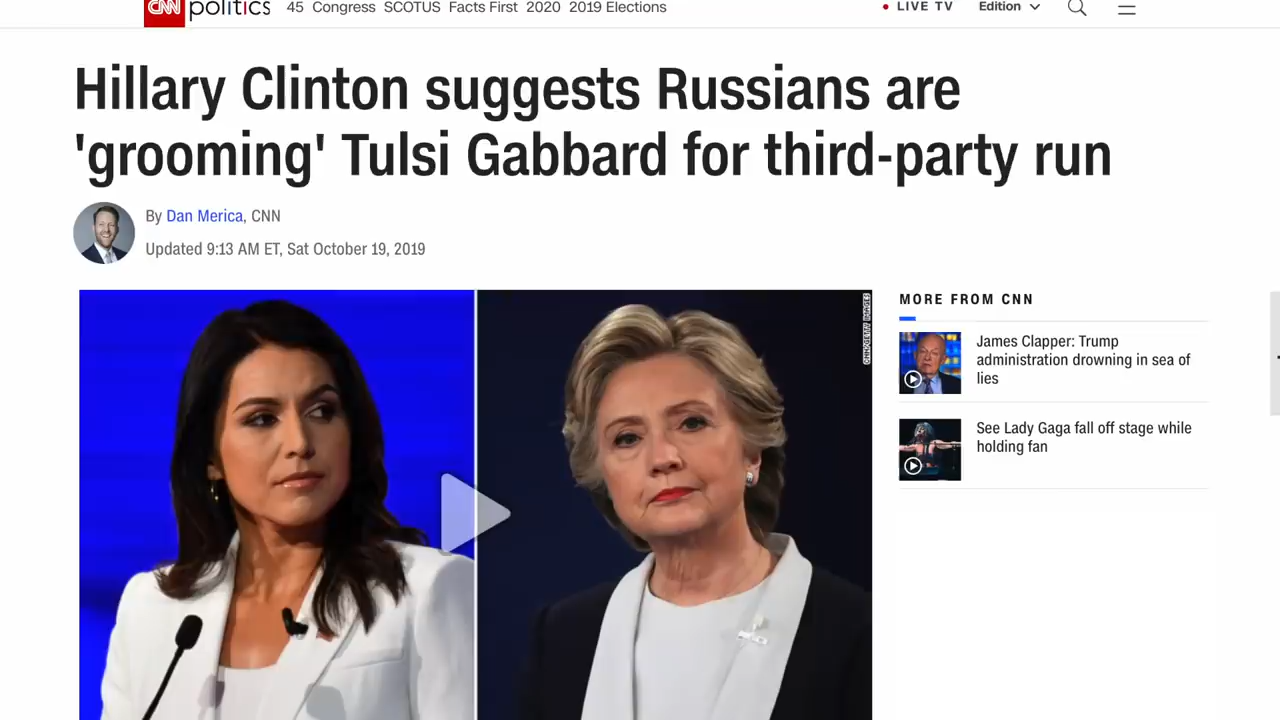 CNN politics 45 Congress SCOTUS Facts First 2020 2019 Elections
LIVE TV Edition
Hillary Clinton suggests Russians are
'grooming' Tulsi Gabbard for third-party run
By Dan Merica, CNN
Updated 9:13 AM ET, Sat October 19, 2019
CNN/GETTY IMAGES
MORE FROM CNN
James Clapper: Trump
administration drowning in sea of
lies
See Lady Gaga fall off stage while
holding fan